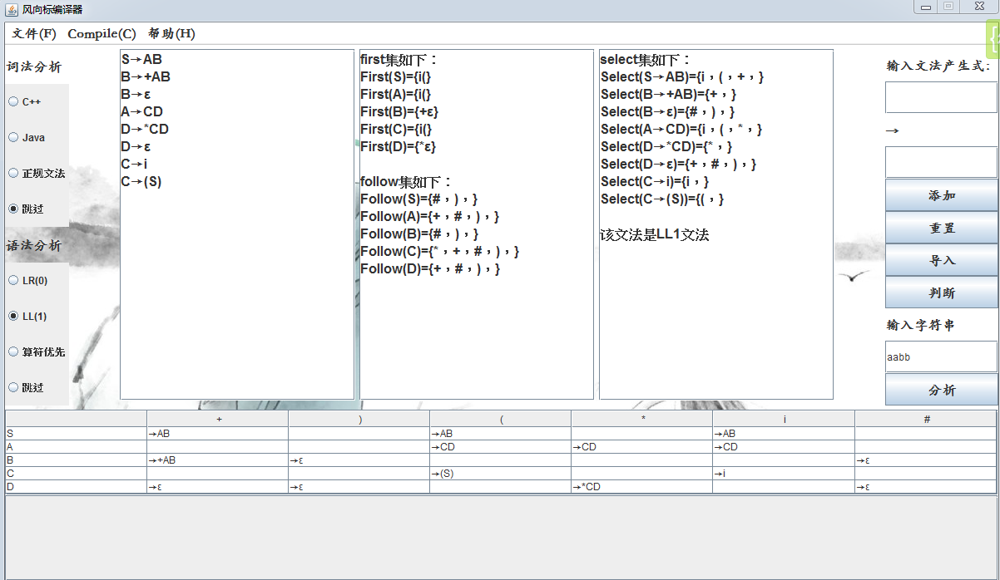 风向标编译器
文件(F) Compile(C) 帮助(H)
词法分析
C++
Java
正规文法
跳过
语法分析
LR(0)
LL(1)
算符优先
跳过
S→AB
B→+AB
B→ε
A→CD
D→*CD
D→ε
C→i
C→(S)
first集如下：
First(S)={i(}
First(A)={i(}
First(B)={+ε}
First(C)={i(}
First(D)={*ε}
follow集如下：
Follow(S)={#，)，}
Follow(A)={+，#，)，}
Follow(B)={#，)，}
Follow(C)={*，+，#，)，}
Follow(D)={+，#，)，}
select集如下：
Select(S→AB)={i，(，+，}
Select(B→+AB)={+，}
Select(B→ε)={#，)，}
Select(A→CD)={i，(，*，}
Select(D→*CD)={*，}
Select(D→ε)={+，#，)，}
Select(C→i)={i，}
Select(C→(S))={(，}
该文法是LL1文法
输入文法产生式:
→
添加
重置
导入
判断
输入字符串
aabb
分析
+ ) ( * i #
S →AB →AB →AB
A →CD →CD →CD
B →+AB →ε →ε
C →(S) →i
D →ε →ε →*CD →ε